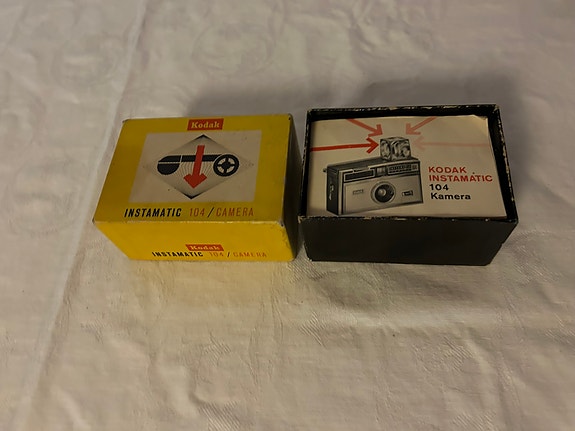 Kodak
INSTAMATIC 104 / CAMERA
Kodak
INSTAMATIC 104 / CAMERA
KODAK
INSTAMATIC
104
Kamera